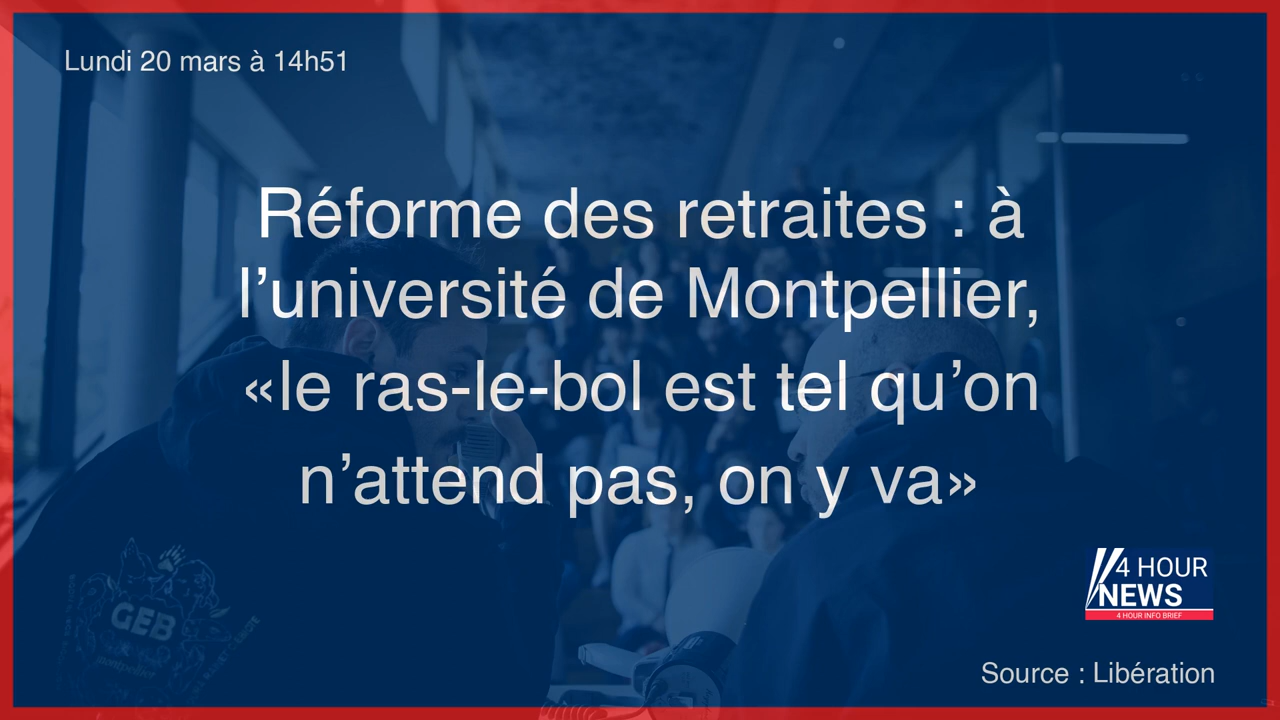 Lundi 20 mars à 14h51
Réforme des retraites : à
l’université de Montpellier,
«le ras-le-bol est tel qu’on
n’attend pas, on y va»
GEB
montpellier
4 HOUR
NEWS
4 HOUR INFO BRIEF
Source : Libération